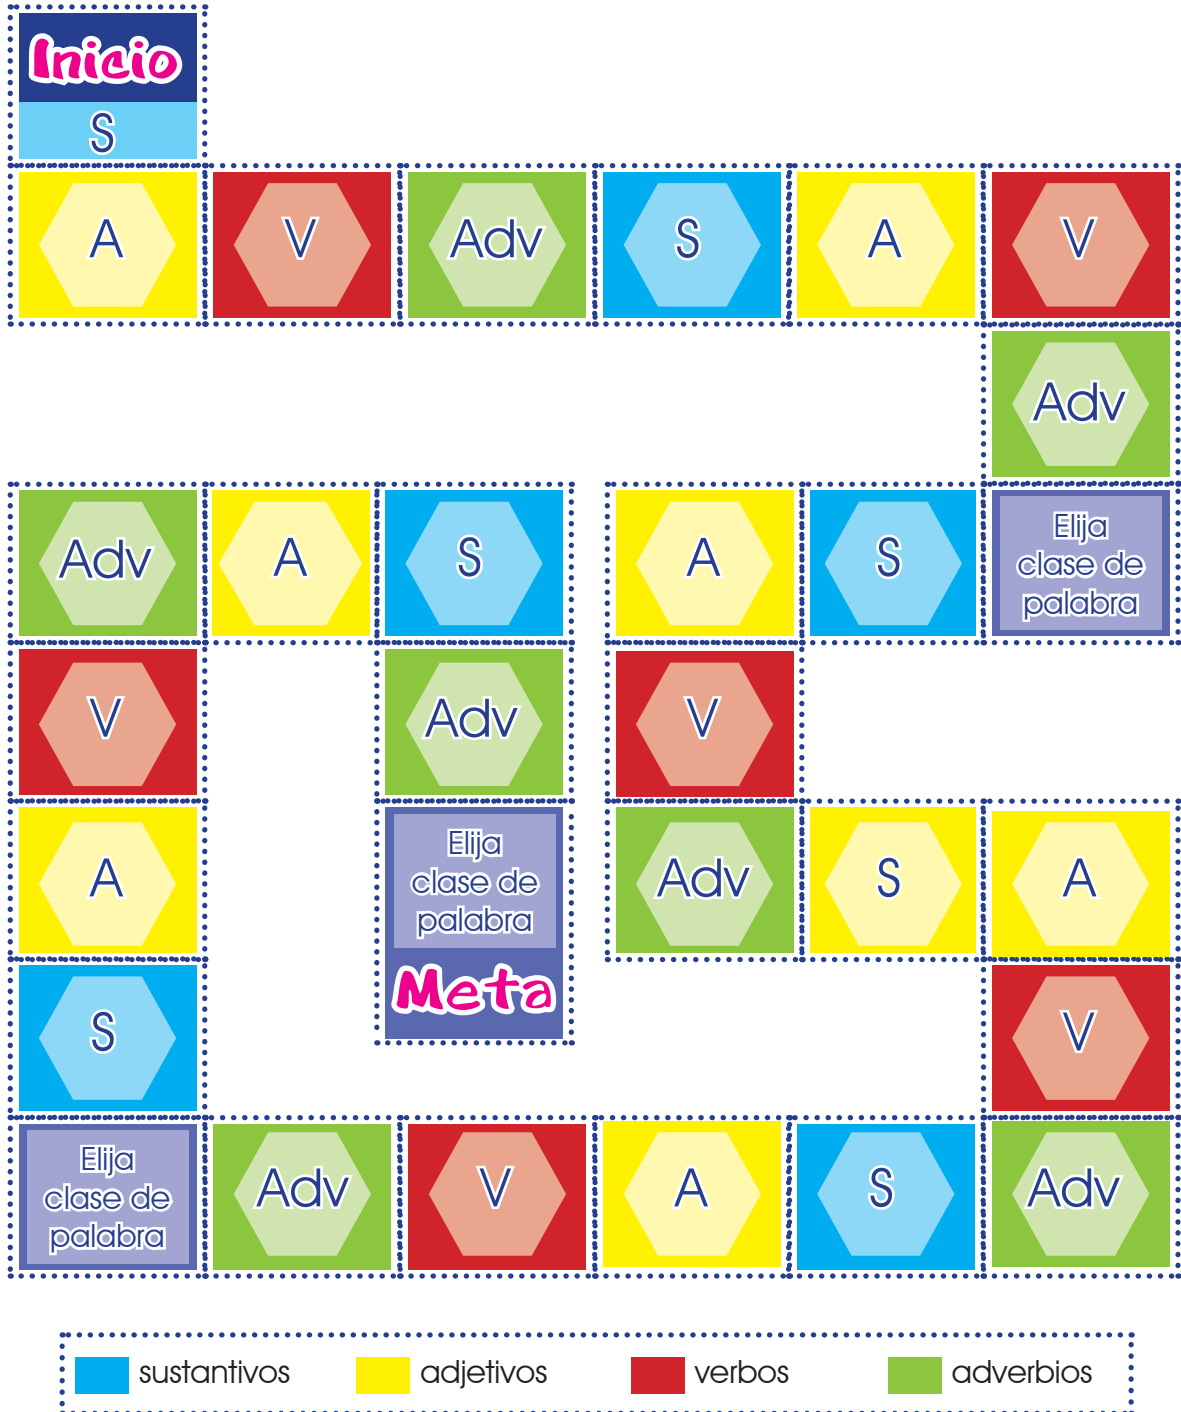 Inicio
S
A V Adv S A V
Adv
Adv A S A S Elija
clase de
palabra
V Adv V
A Elija
clase de
palabra
Adv S A
Meta
S V
Elija
clase de
palabra
Adv V A S Adv
sustantivos adjetivos verbos adverbios